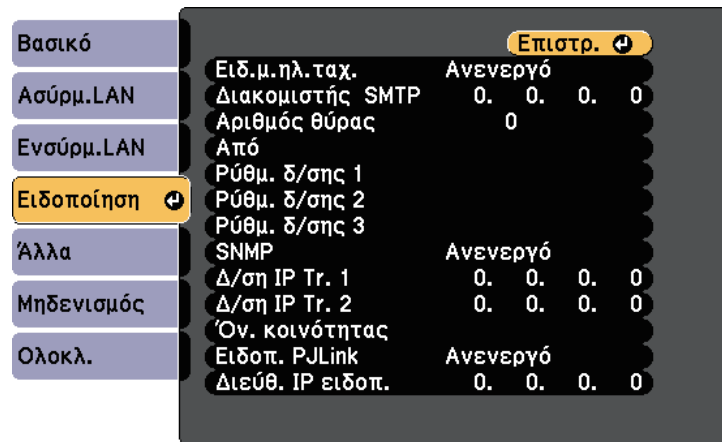 Βασικό
Ασύρμ.LAN
Ενσύρμ.LAN
Ειδοποίηση
Άλλα
Μηδενισμός
Ολοκλ.
Επιστρ.
Ειδ.μ.ηλ.ταχ. Ανενεργό
Διακομιστής SMTP 0. 0. 0. 0
Αριθμός θύρας 0
Από
Ρύθμ. δ/σης 1
Ρύθμ. δ/σης 2
Ρύθμ. δ/σης 3
SNMP Ανενεργό
Δ/ση IP Tr. 1 0. 0. 0. 0
Δ/ση IP Tr. 2 0. 0. 0. 0
Όν. κοινότητας
Ειδοπ. PJLink Ανενεργό
Διεύθ. IP ειδοπ. 0. 0. 0. 0